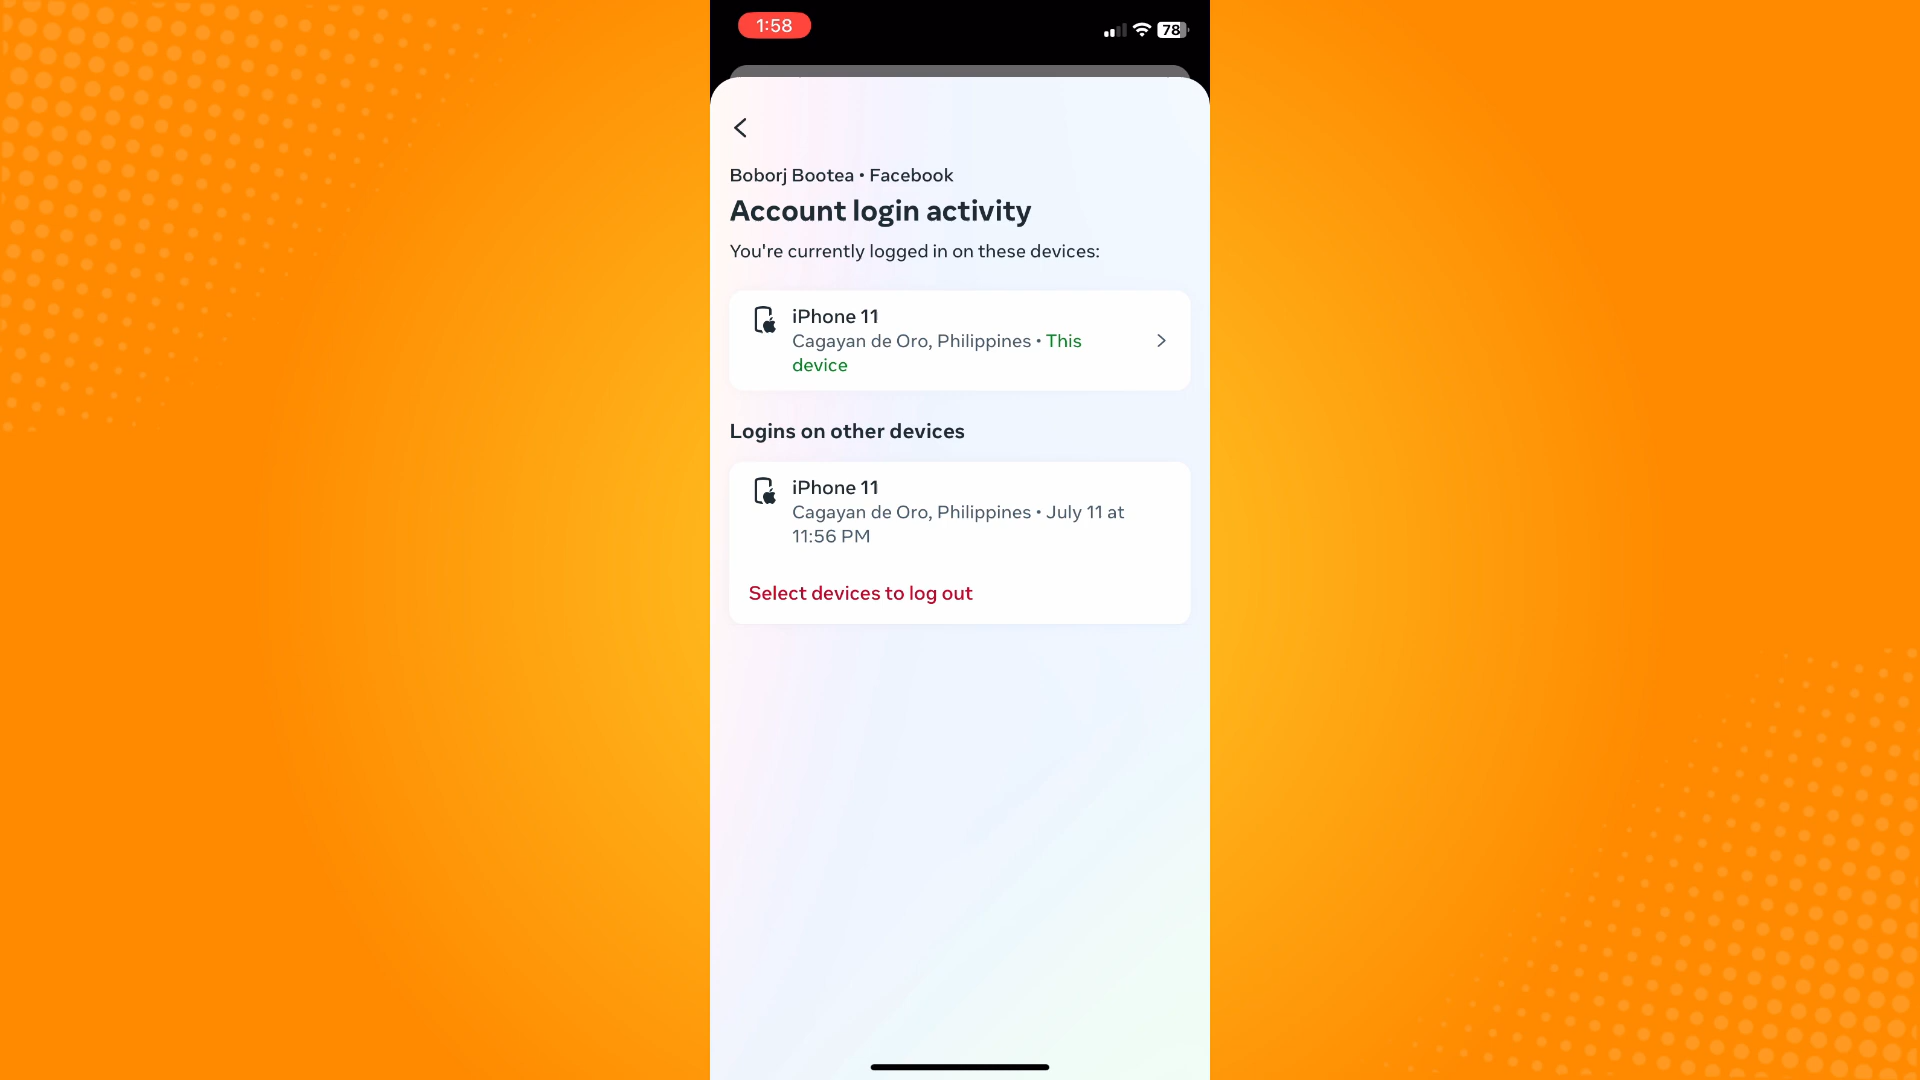 1:58
78
Boborj Bootea • Facebook
Account login activity
You're currently logged in on these devices:
iPhone 11
Cagayan de Oro, Philippines • This
device
Logins on other devices
iPhone 11
Cagayan de Oro, Philippines • July 11 at
11:56 PM
Select devices to log out